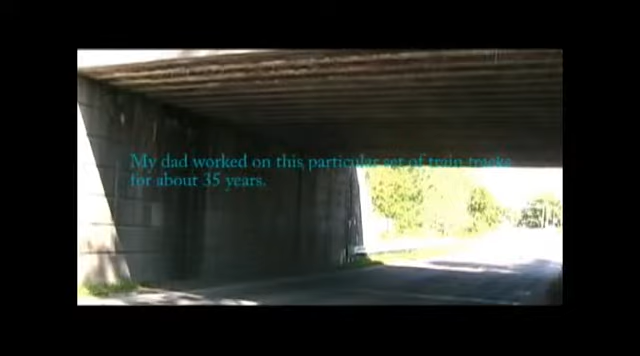 My dad worked on this particular set of train tracks
for about 35 years.